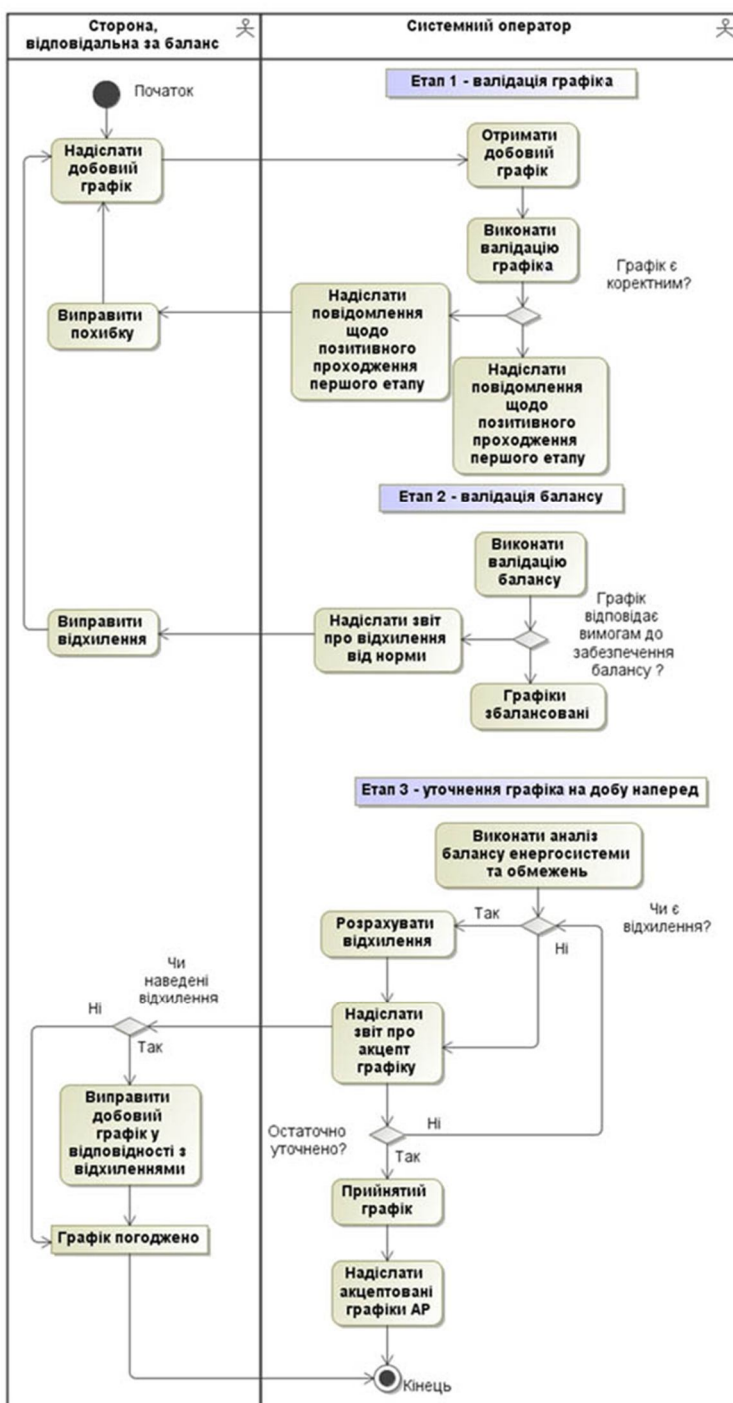 Сторона,
відповідальна за баланс
Системний оператор
Етап 1 - валідація графіка
Початок
Надіслати
добовий
графік
Отримати
добовий
графік
Виконати
валідацію
графіка
Графік є
коректним?
Виправити
похибку
Надіслати
повідомлення
щодо
позитивного
проходження
першого етапу
Надіслати
повідомлення
щодо
позитивного
проходження
першого етапу
Етап 2 - валідація балансу
Виконати
валідацію
балансу
Графік
відповідає
вимогам до
забезпечення
балансу ?
Виправити
відхилення
Надіслати звіт
про відхилення
від норми
Графіки
збалансовані
Етап 3 - уточнення графіка на добу наперед
Виконати аналіз
балансу енергосистеми
та обмежень
Чи є
відхилення?
Так
Ні
Розрахувати
відхилення
Чи
наведені
відхилення
Ні
Так
Надіслати
звіт про
акцепт
графіку
Виправити
добовий
графік у
відповідності з
відхиленнями
Остаточно
уточнено?
Ні
Так
Прийнятий
графік
Графік погоджено
Надіслати
акцептовані
графіки АР
Кінець